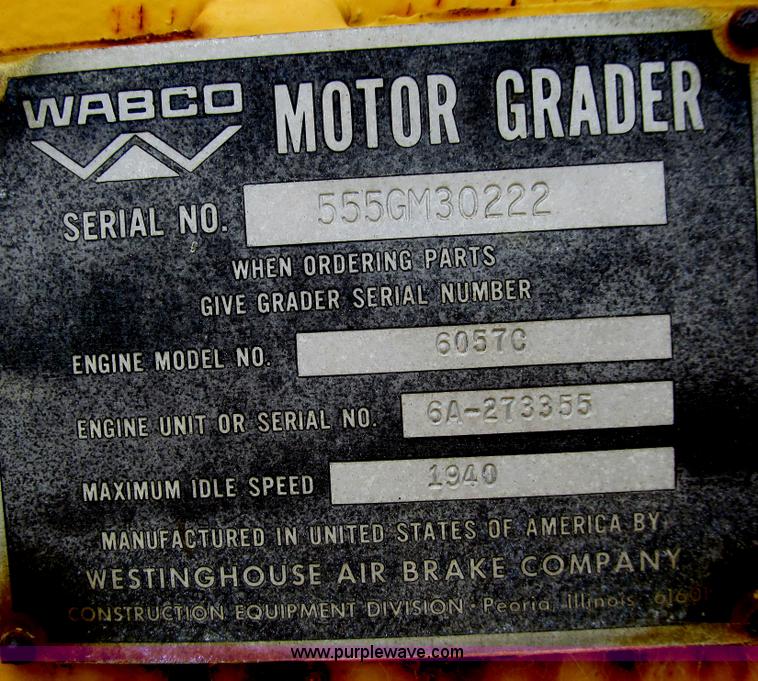 WABCO MOTOR GRADER
SERIAL NO. 555GM30222
WHEN ORDERING PARTS
GIVE GRADER SERIAL NUMBER
ENGINE MODEL NO. 6057C
ENGINE UNIT OR SERIAL NO. 6A-273355
MAXIMUM IDLE SPEED 1940
MANUFACTURED IN UNITED STATES OF AMERICA BY
WESTINGHOUSE AIR BRAKE COMPANY
CONSTRUCTION EQUIPMENT DIVISION · Peoria, Illinois
www.purplewave.com